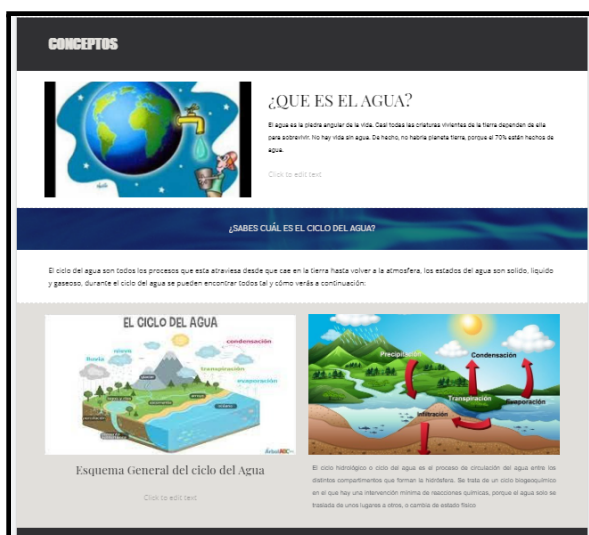 CONCEPTOS
¿QUE ES EL AGUA?
El agua es la piedra angular de la vida. Casi todas las criaturas vivientes de la tierra dependen de ella
para sobrevivir. No hay vida sin agua. De hecho, no habría planeta tierra, porque el 70% están hechos de
agua.
Click to edit text
¿SABES CUÁL ES EL CICLO DEL AGUA?
El ciclo del agua son todos los procesos que esta atraviesa desde que cae en la tierra hasta volver a la atmosfera, los estados del agua son solido, liquido
y gaseoso, durante el ciclo del agua se pueden encontrar todos tal y cómo verás a continuación:
EL CICLO DEL AGUA
condensación
nieve
lluvia
transpiración
evaporación
Precipitación
Condensación
Transpiración
Evaporación
Infiltración
Esquema General del ciclo del Agua
Click to edit text
El ciclo hidrológico o ciclo del agua es el proceso de circulación del agua entre los
distintos compartimentos que forman la hidrósfera. Se trata de un ciclo biogeoquímico
en el que hay una intervención mínima de reacciones químicas, porque el agua solo se
traslada de unos lugares a otros, o cambia de estado físico